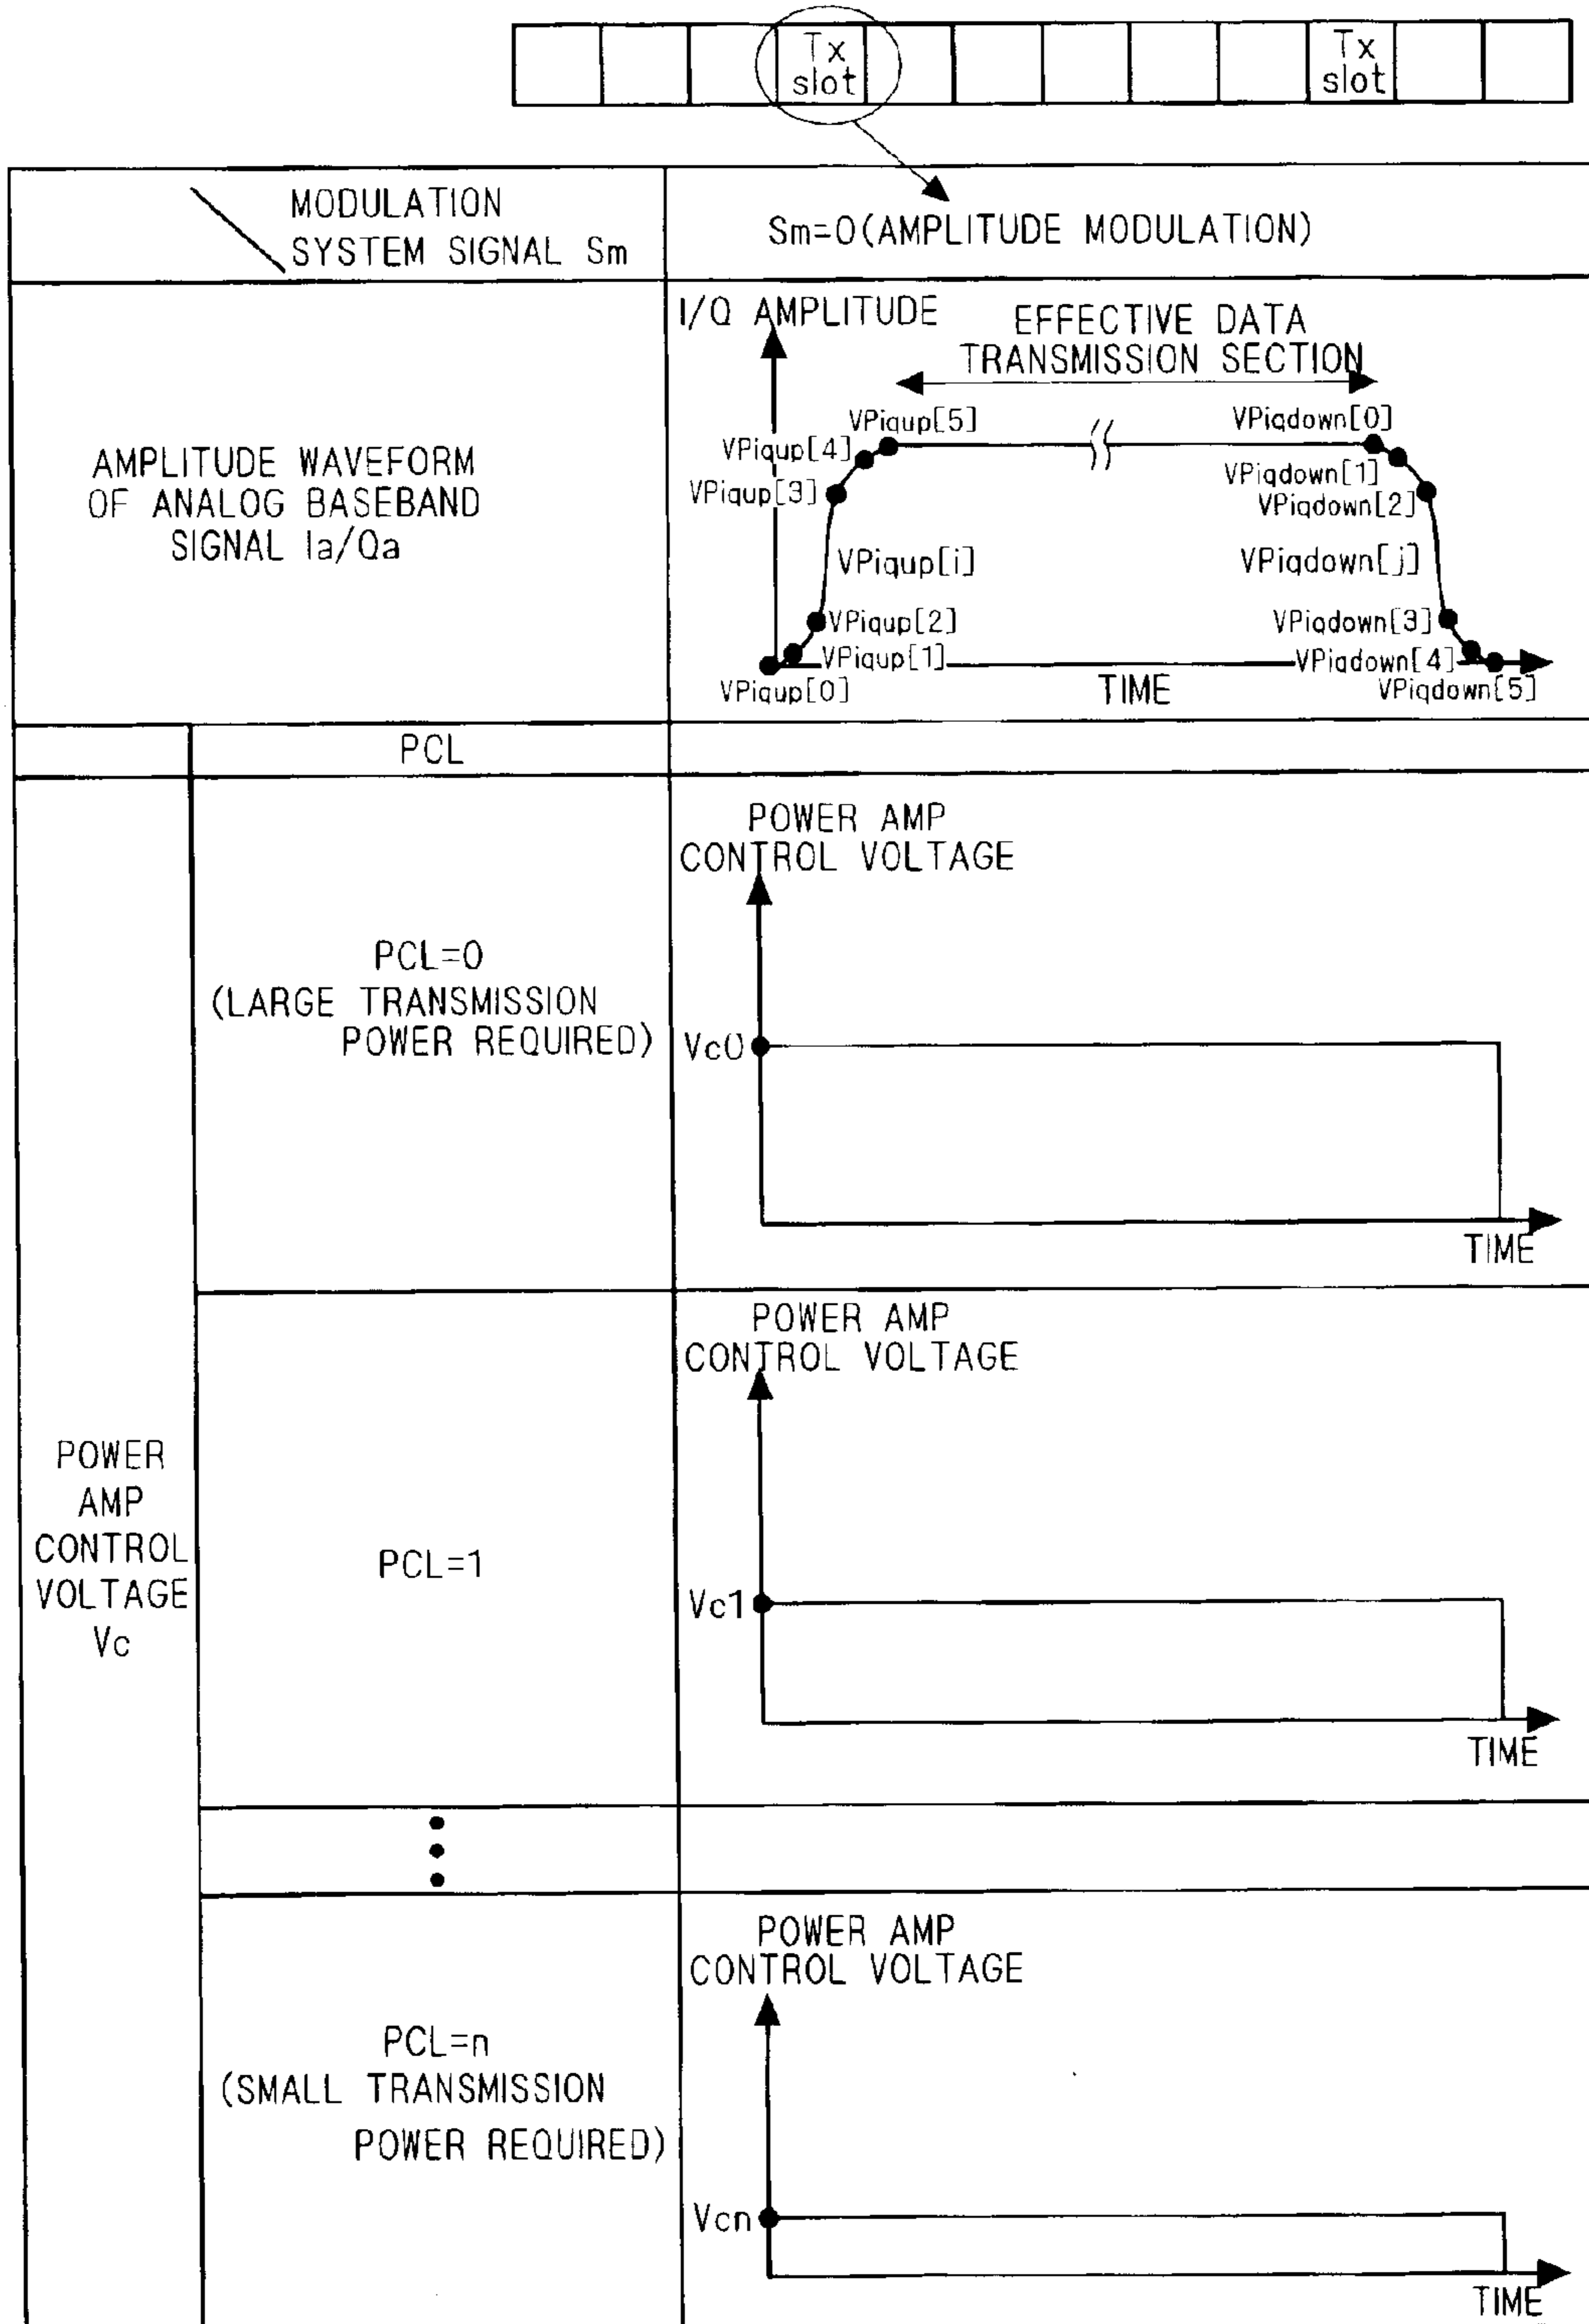 Tx
slot
Tx
slot
MODULATION
SYSTEM SIGNAL Sm
Sm=0(AMPLITUDE MODULATION)
AMPLITUDE WAVEFORM
OF ANALOG BASEBAND
SIGNAL Ia/Qa
I/Q AMPLITUDE
EFFECTIVE DATA
TRANSMISSION SECTION
VPiqup[5]
VPiqup[4]
VPiqup[3]
VPiqup[i]
VPiqup[2]
VPiqup[1]
VPiqup[0]
VPiqdown[0]
VPiqdown[1]
VPiqdown[2]
VPiqdown[j]
VPiqdown[3]
VPiqdown[4]
VPiqdown[5]
TIME
PCL
POWER
AMP
CONTROL
VOLTAGE
Vc
PCL=0
(LARGE TRANSMISSION
POWER REQUIRED)
POWER AMP
CONTROL VOLTAGE
Vc0
TIME
PCL=1
POWER AMP
CONTROL VOLTAGE
Vc1
TIME
PCL=n
(SMALL TRANSMISSION
POWER REQUIRED)
POWER AMP
CONTROL VOLTAGE
Vcn
TIME